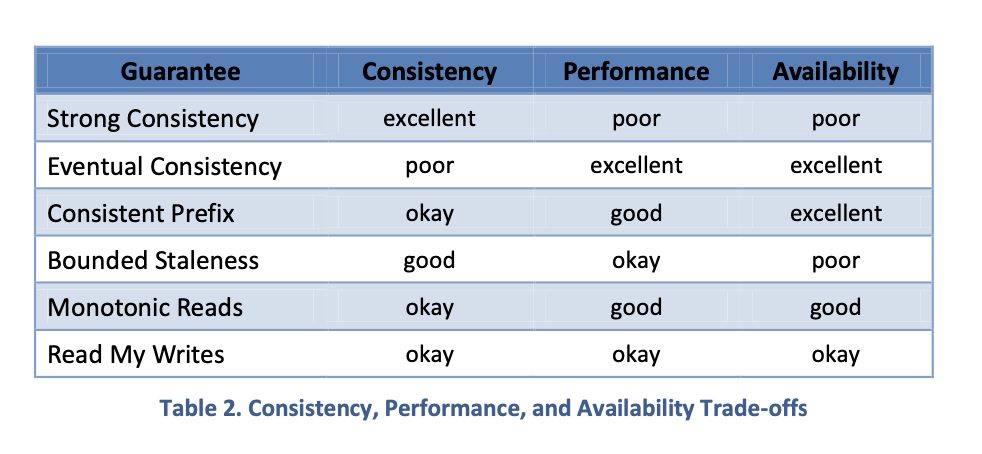 Guarantee Consistency Performance Availability
Strong Consistency excellent poor poor
Eventual Consistency poor excellent excellent
Consistent Prefix okay good excellent
Bounded Staleness good okay poor
Monotonic Reads okay good good
Read My Writes okay okay okay
Table 2. Consistency, Performance, and Availability Trade-offs